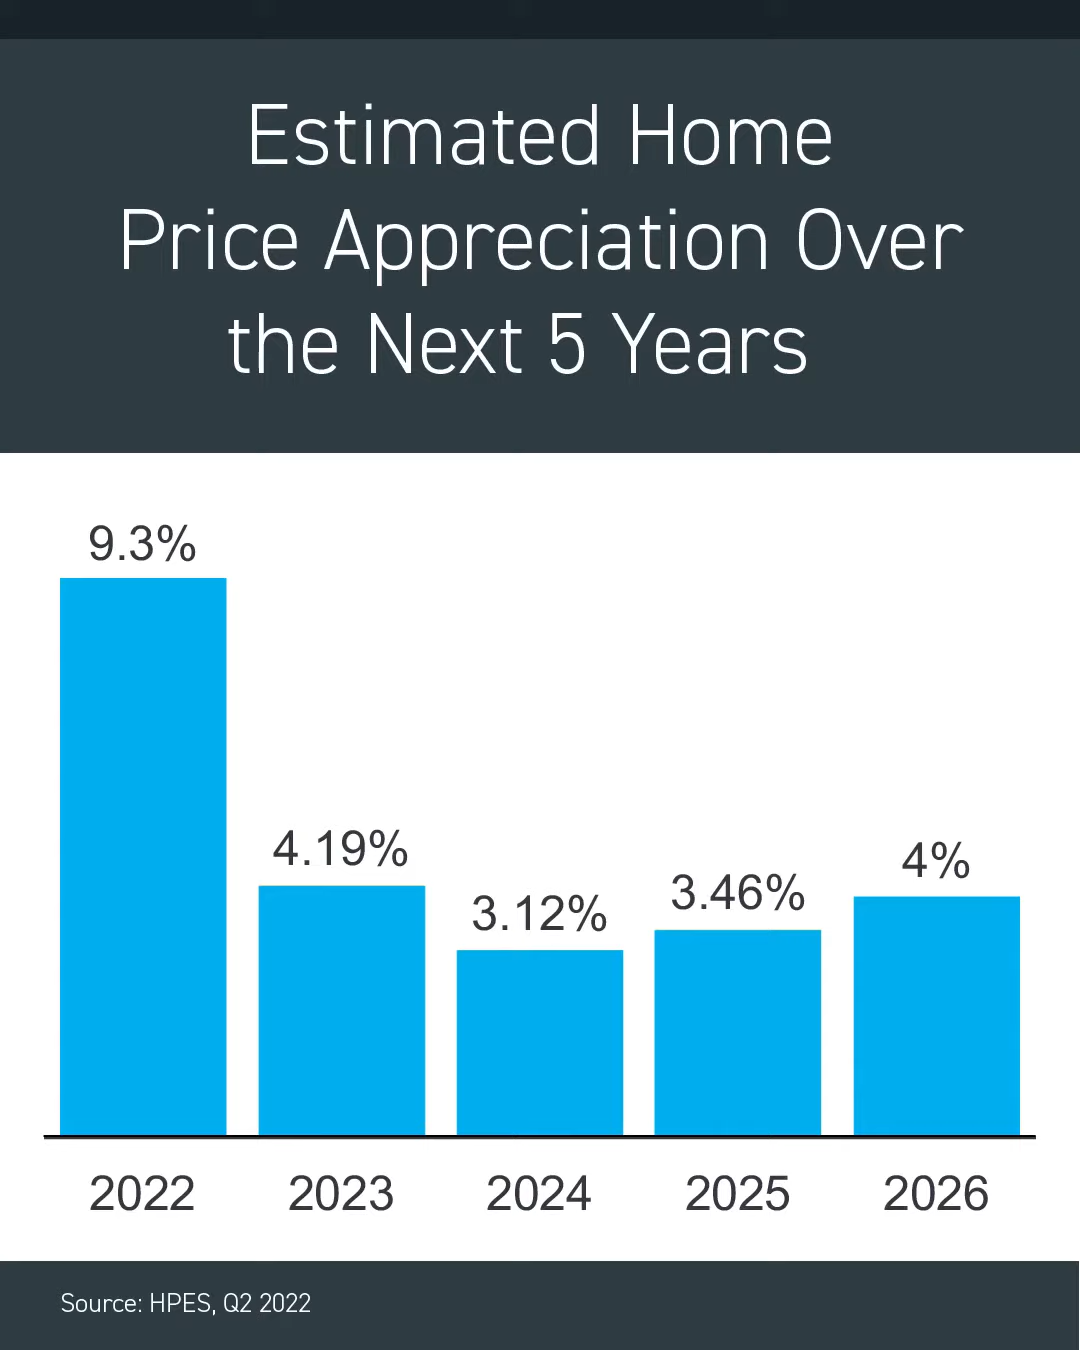 Estimated Home
Price Appreciation Over
the Next 5 Years
9.3%
4.19%
3.12%
3.46%
4%
2022 2023 2024 2025 2026
Source: HPES, Q2 2022